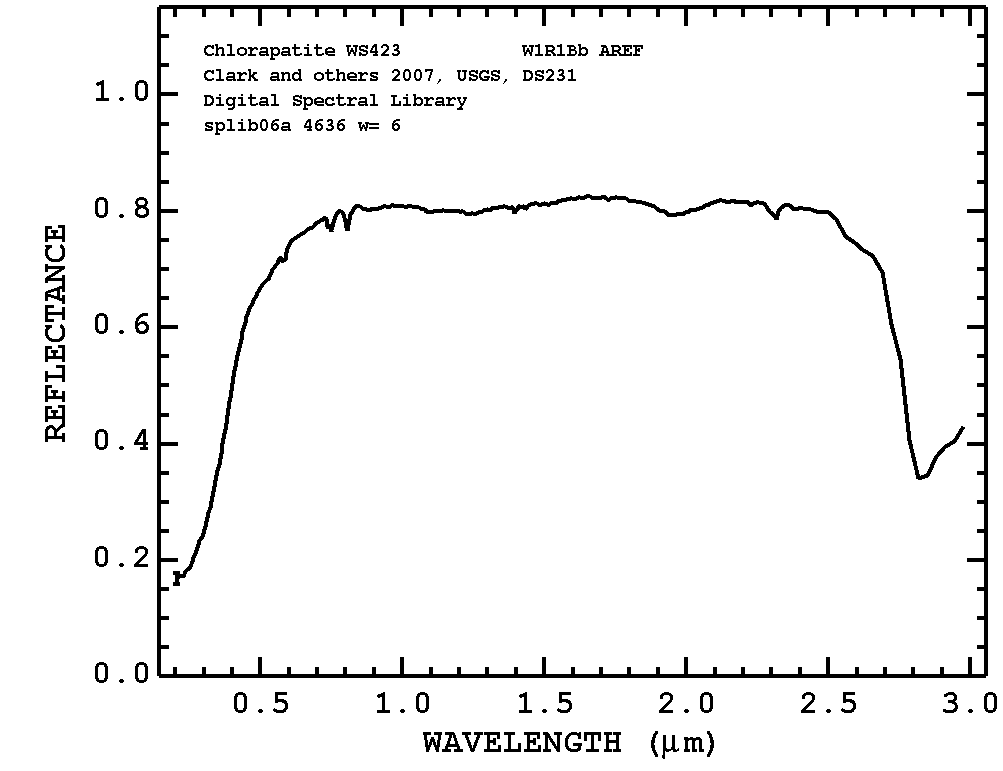 Chlorapatite WS423 W1R1Bb AREF
Clark and others 2007, USGS, DS231
Digital Spectral Library
splib06a 4636 w= 6
1.0
0.8
0.6
0.4
0.2
0.0
REFLECTANCE
0.5 1.0 1.5 2.0 2.5 3.0
WAVELENGTH (μm)